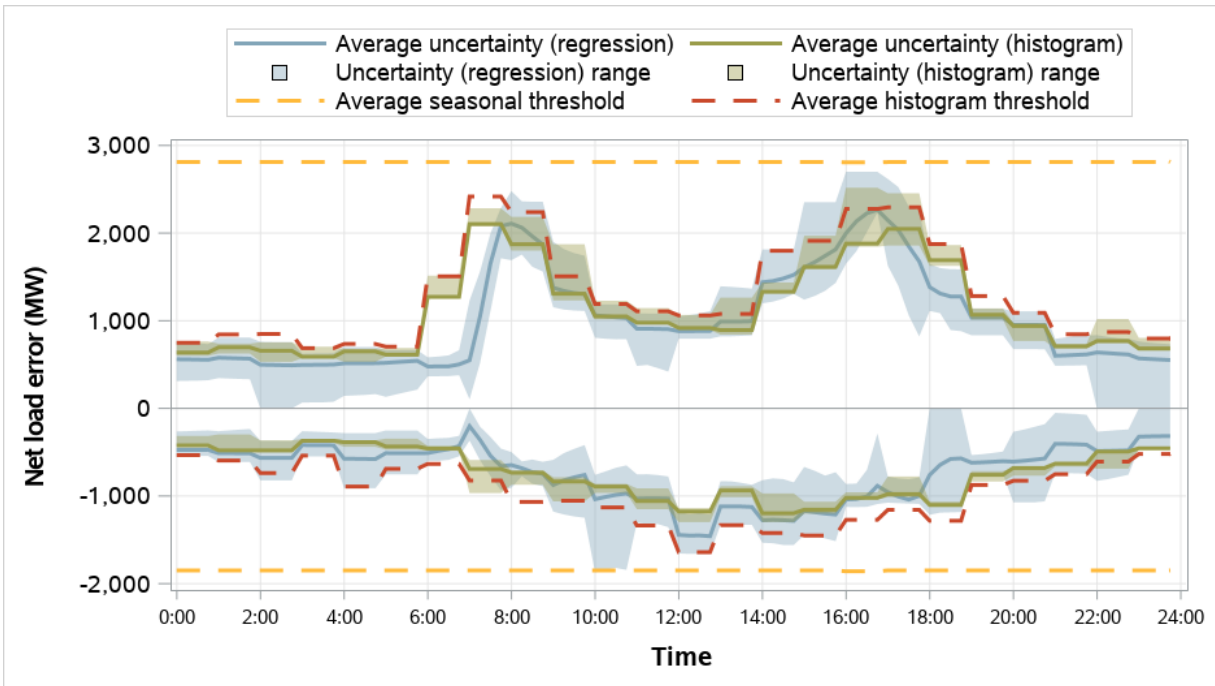 Average uncertainty (regression) Average uncertainty (histogram)
Uncertainty (regression) range Uncertainty (histogram) range
Average seasonal threshold Average histogram threshold
3,000
2,000
1,000
0
-1,000
-2,000
Net load error (MW)
0:00 2:00 4:00 6:00 8:00 10:00 12:00 14:00 16:00 18:00 20:00 22:00 24:00
Time